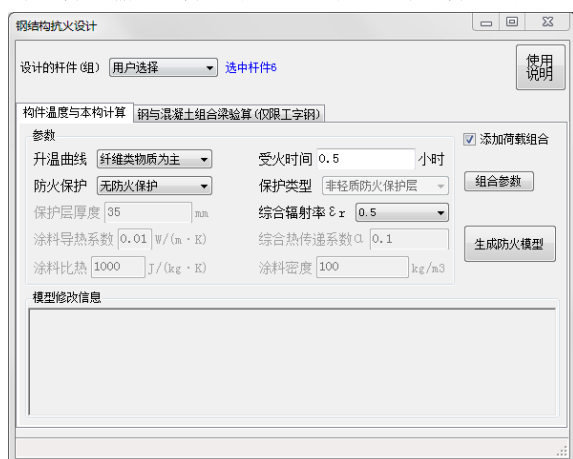 钢结构抗火设计
设计的杆件(组) 用户选择 选中杆件6 使用说明
构件温度与本构计算 钢与混凝土组合梁验算(仅限工字钢)
参数 添加荷载组合
升温曲线 纤维类物质为主 受火时间 0.5 小时
防火保护 无防火保护 保护类型 非轻质防火保护层 组合参数
保护层厚度 35 mm 综合辐射率εr 0.5
涂料导热系数 0.01 W/(m·K) 综合热传递系数α 0.1 生成防火模型
涂料比热 1000 J/(kg·K) 涂料密度 100 kg/m3
模型修改信息